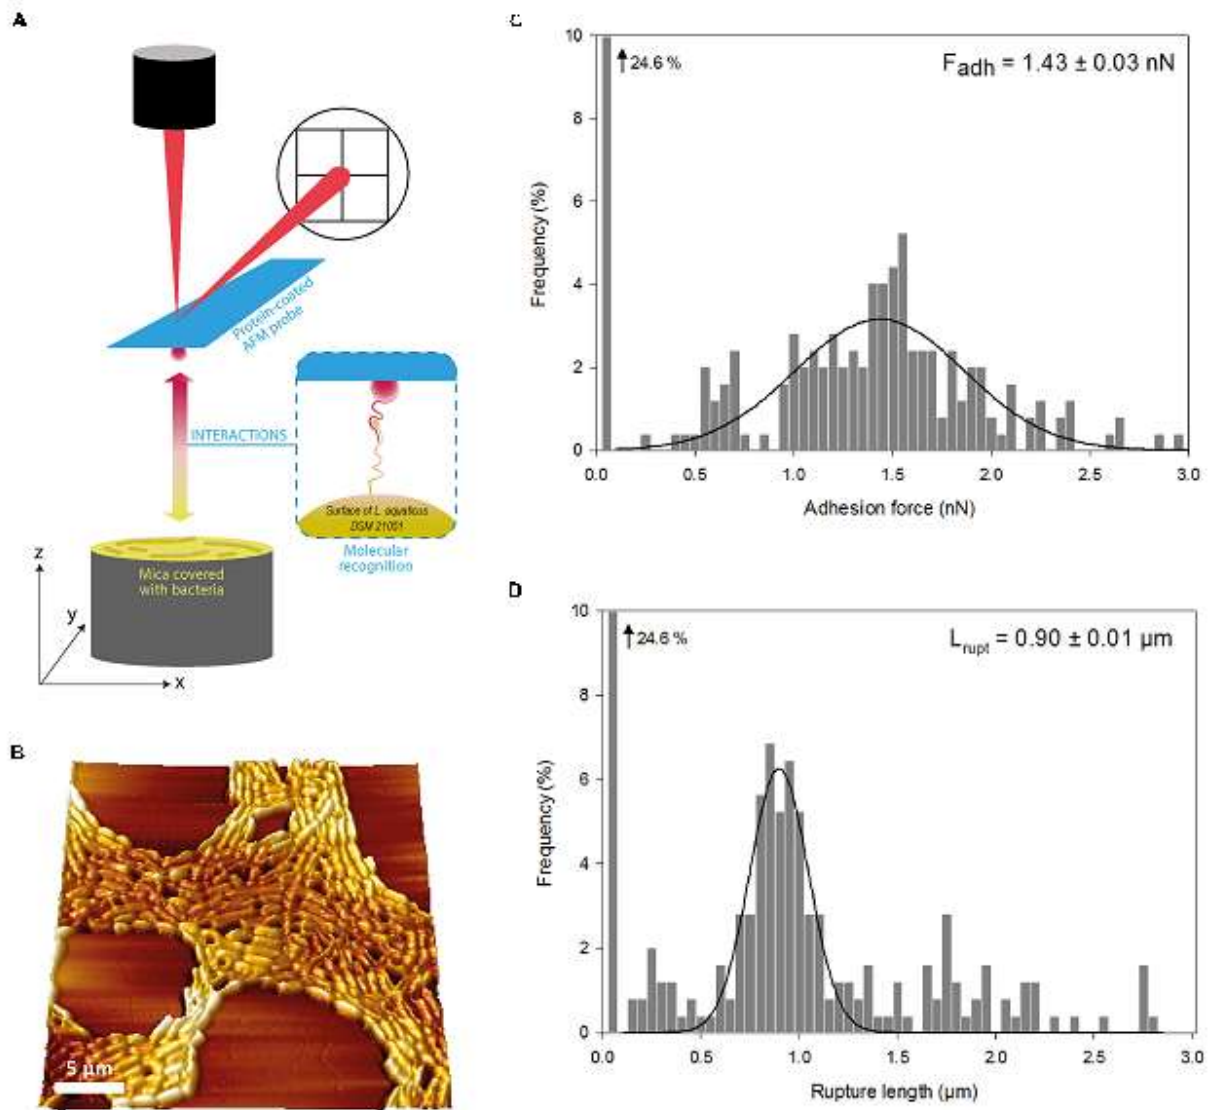 A
Protein-coated
AFM probe
INTERACTIONS
Surface of L. aquaticus
DSM 21051
Molecular
recognition
Mica covered
with bacteria
z
y
x
B
5 µm
C
10
8
6
4
2
0
Frequency (%)
24.6 %
Fadh = 1.43 ± 0.03 nN
0.0 0.5 1.0 1.5 2.0 2.5 3.0
Adhesion force (nN)
D
10
8
6
4
2
0
Frequency (%)
24.6 %
Lrupt = 0.90 ± 0.01 µm
0.0 0.5 1.0 1.5 2.0 2.5 3.0
Rupture length (µm)